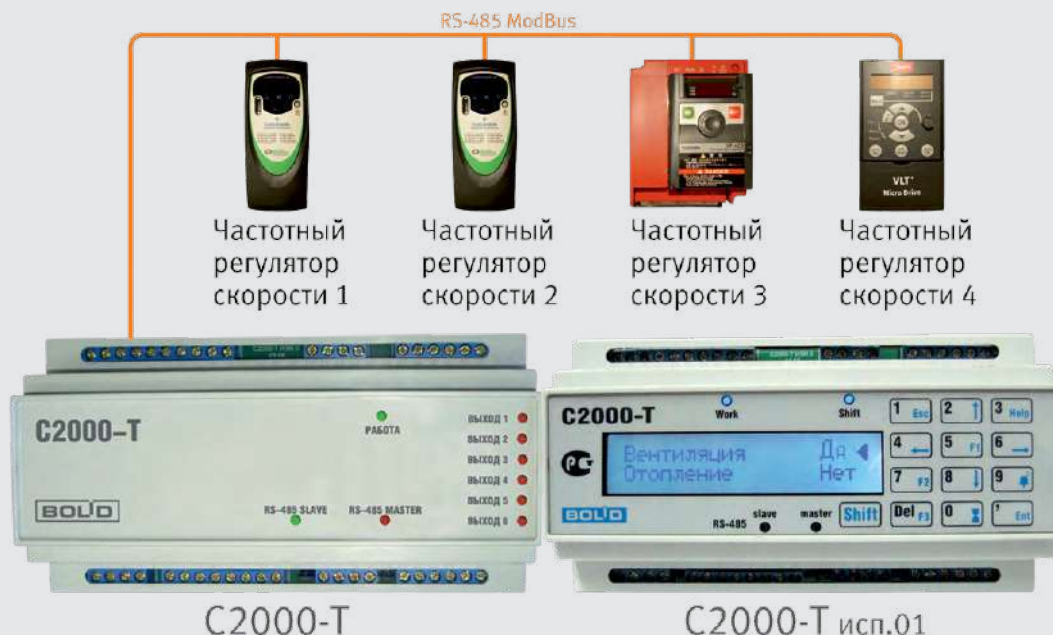 RS-485 ModBus
VLT
Micro Drive
Частотный
регулятор
скорости 1
Частотный
регулятор
скорости 2
Частотный
регулятор
скорости 3
Частотный
регулятор
скорости 4
С2000–Т
РАБОТА
ВЫХОД 1
ВЫХОД 2
ВЫХОД 3
ВЫХОД 4
ВЫХОД 5
ВЫХОД 6
RS-485 SLAVE
RS-485 MASTER
BOLID
С2000-Т
Work
Shift
Вентиляция Да
Отопление Нет
1 Esc
2 ↑
3 Help
4 ←
5 F1
6 →
7 F2
8 ↓
9
BOLID
RS-485
slave
master
Shift
Del F3
0
, Ent
С2000-Т
С2000-Т исп.01